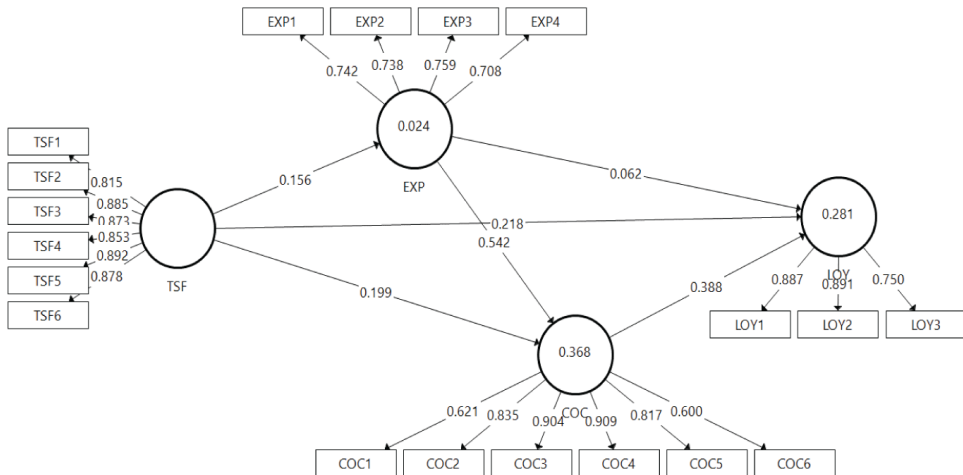 EXP1 EXP2 EXP3 EXP4
0.742 0.738 0.759 0.708
0.024
EXP
TSF1
TSF2
TSF3
TSF4
TSF5
TSF6
0.815
0.885
0.873
0.853
0.892
0.878
TSF
0.156
0.062
0.218
0.542
0.199
0.388
0.281
LOY
0.887 0.891 0.750
LOY1 LOY2 LOY3
0.368
COC
0.621 0.835 0.904 0.909 0.817 0.600
COC1 COC2 COC3 COC4 COC5 COC6